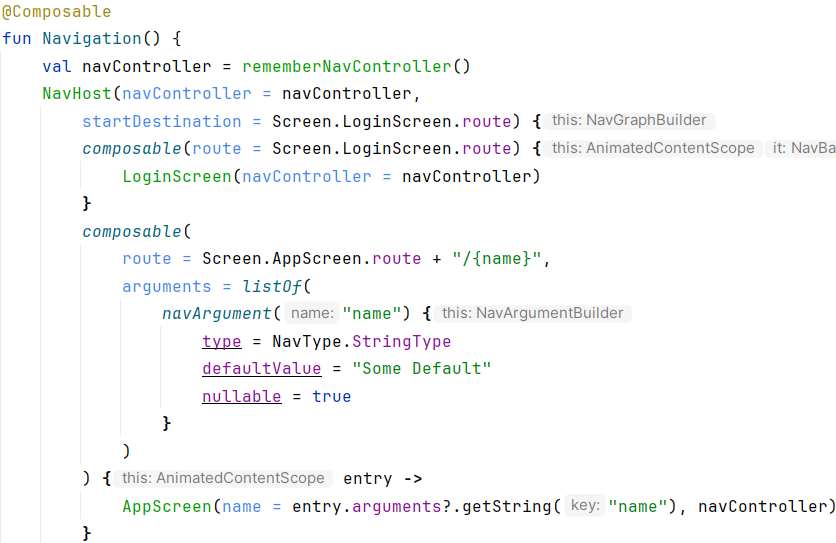 @Composable
fun Navigation() {
    val navController = rememberNavController()
    NavHost(navController = navController,
        startDestination = Screen.LoginScreen.route) { this: NavGraphBuilder
        composable(route = Screen.LoginScreen.route) { this: AnimatedContentScope it: NavBa
            LoginScreen(navController = navController)
        }
        composable(
            route = Screen.AppScreen.route + "/{name}",
            arguments = listOf(
                navArgument( name: "name") { this: NavArgumentBuilder
                    type = NavType.StringType
                    defaultValue = "Some Default"
                    nullable = true
                }
            )
        ) { this: AnimatedContentScope entry ->
            AppScreen(name = entry.arguments?.getString( key: "name"), navController)
        }